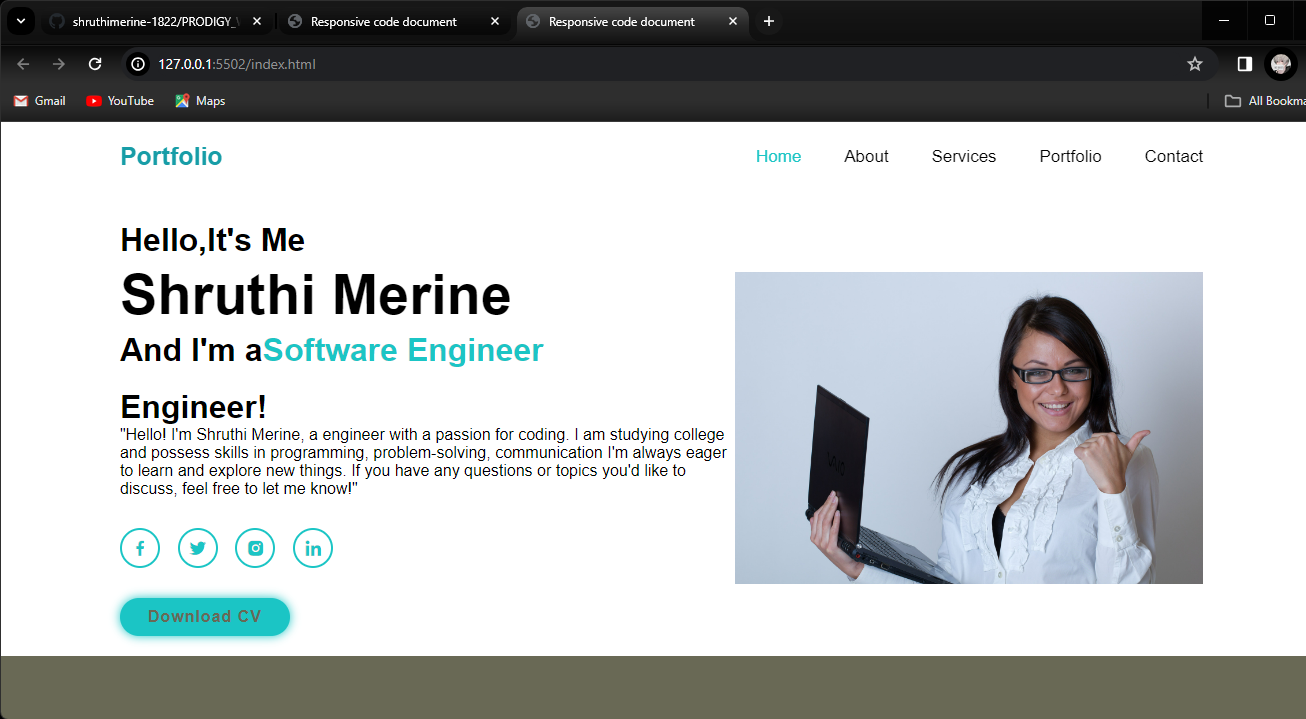 shruthimerine-1822/PRODIGY_
Responsive code document
Responsive code document
127.0.0.1:5502/index.html
Gmail
YouTube
Maps
All Bookma
Portfolio
Home
About
Services
Portfolio
Contact
Hello,It's Me
Shruthi Merine
And I'm aSoftware Engineer
Engineer!
"Hello! I'm Shruthi Merine, a engineer with a passion for coding. I am studying college
and possess skills in programming, problem-solving, communication I'm always eager
to learn and explore new things. If you have any questions or topics you'd like to
discuss, feel free to let me know!"
Download CV
VAIO